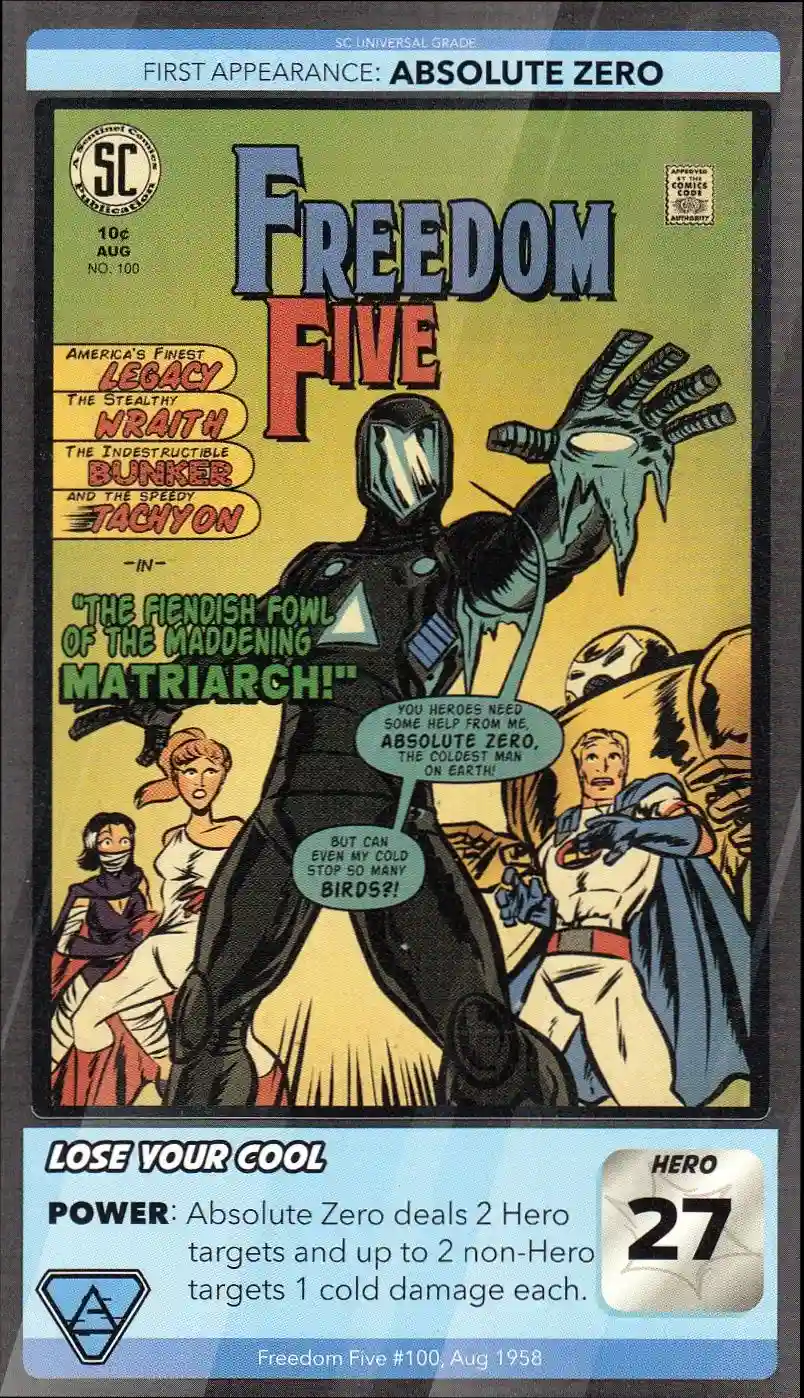 SC UNIVERSAL GRADE
FIRST APPEARANCE: ABSOLUTE ZERO
A Sentinel Comics
SC
Publication
10¢
AUG
NO. 100
FREEDOM
FIVE
APPROVED
BY THE
COMICS
CODE
AUTHORITY
AMERICA'S FINEST
LEGACY
THE STEALTHY
WRAITH
THE INDESTRUCTIBLE
BUNKER
AND THE SPEEDY
TACHYON
-IN-
"THE FIENDISH FOWL
OF THE MADDENING
MATRIARCH!"
YOU HEROES NEED
SOME HELP FROM ME,
ABSOLUTE ZERO,
THE COLDEST MAN
ON EARTH!
BUT CAN
EVEN MY COLD
STOP SO MANY
BIRDS?!
LOSE YOUR COOL
HERO
27
POWER: Absolute Zero deals 2 Hero
targets and up to 2 non-Hero
targets 1 cold damage each.
Freedom Five #100, Aug 1958